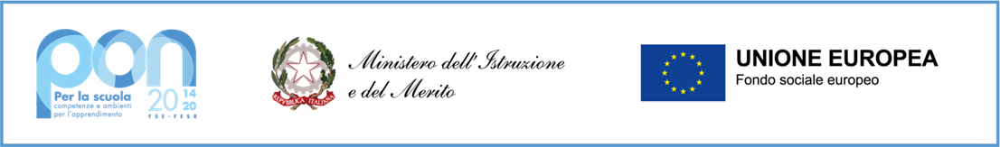 pon
Per la scuola
competenze e ambienti
per l'apprendimento
20 14
20
FSE-FESR
REPVBBLICA ITALIANA
Ministero dell'Istruzione
e del Merito
UNIONE EUROPEA
Fondo sociale europeo